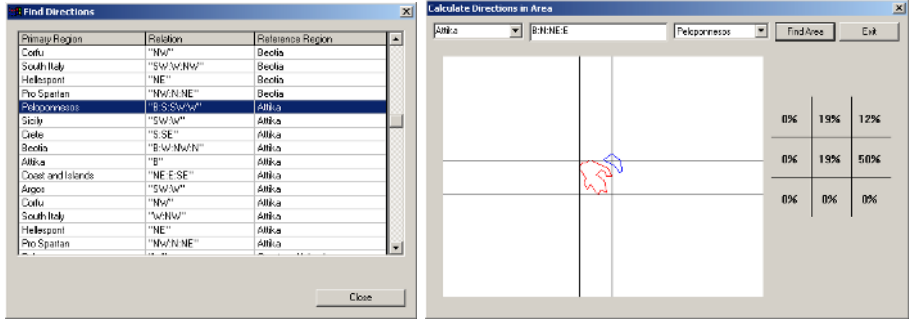 Find Directions
Primary Region Relation Reference Region
Corfu "NW" Beotia
South Italy "SW:W:NW" Beotia
Hellespont "NE" Beotia
Pro Spartan "NW:N:NE" Beotia
Peloponnesos "B:S:SW:W" Attika
Sicily "SW:W" Attika
Crete "S:SE" Attika
Beotia "B:W:NW:N" Attika
Attika "B" Attika
Coast and Islands "NE:E:SE" Attika
Argos "SW:W" Attika
Corfu "NW" Attika
South Italy "W:NW" Attika
Hellespont "NE" Attika
Pro Spartan "NW:N:NE" Attika
Close
Calculate Directions in Area
Attika B:N:NE:E Peloponnesos Find Area Exit
0% 19% 12%
0% 19% 50%
0% 0% 0%